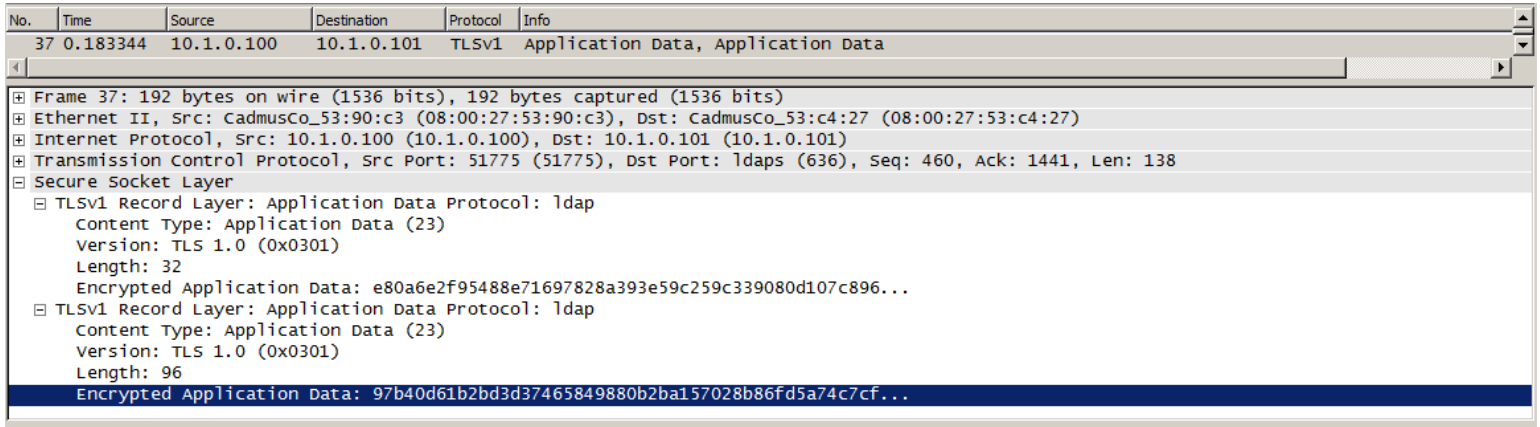 No. Time Source Destination Protocol Info
37 0.183344 10.1.0.100 10.1.0.101 TLSv1 Application Data, Application Data
Frame 37: 192 bytes on wire (1536 bits), 192 bytes captured (1536 bits)
Ethernet II, Src: CadmusCo_53:90:c3 (08:00:27:53:90:c3), Dst: CadmusCo_53:c4:27 (08:00:27:53:c4:27)
Internet Protocol, Src: 10.1.0.100 (10.1.0.100), Dst: 10.1.0.101 (10.1.0.101)
Transmission Control Protocol, Src Port: 51775 (51775), Dst Port: ldaps (636), Seq: 460, Ack: 1441, Len: 138
Secure Socket Layer
TLSv1 Record Layer: Application Data Protocol: ldap
Content Type: Application Data (23)
Version: TLS 1.0 (0x0301)
Length: 32
Encrypted Application Data: e80a6e2f95488e71697828a393e59c259c339080d107c896...
TLSv1 Record Layer: Application Data Protocol: ldap
Content Type: Application Data (23)
Version: TLS 1.0 (0x0301)
Length: 96
Encrypted Application Data: 97b40d61b2bd3d37465849880b2ba157028b86fd5a74c7cf...